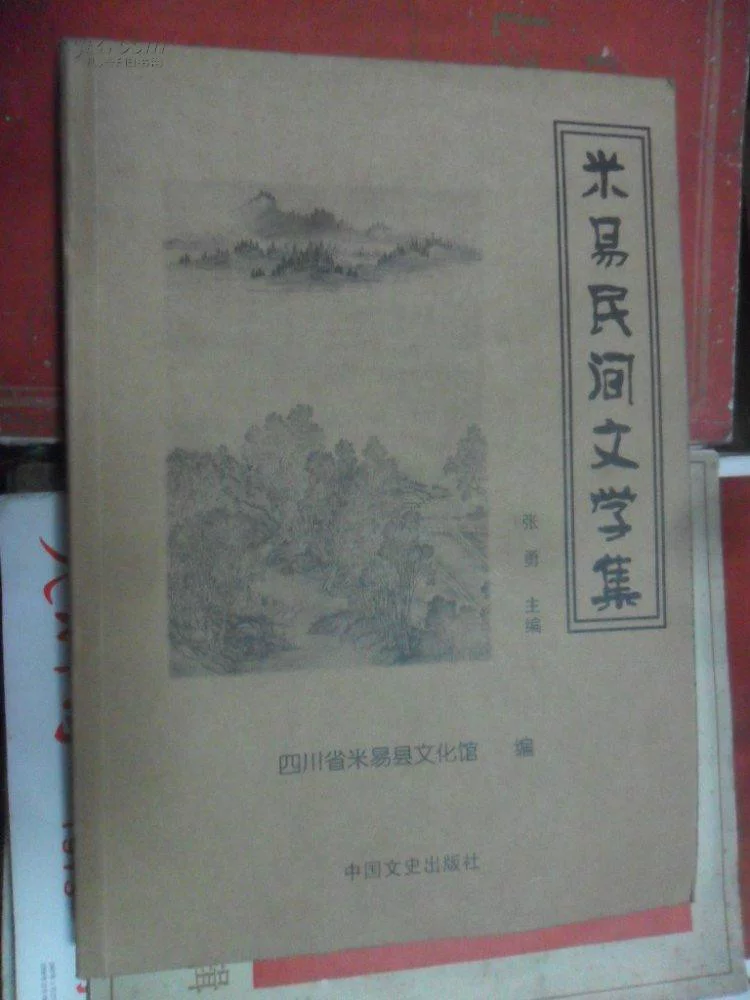 米易民间文学集
张勇 主编
四川省米易县文化馆 编
中国文史出版社